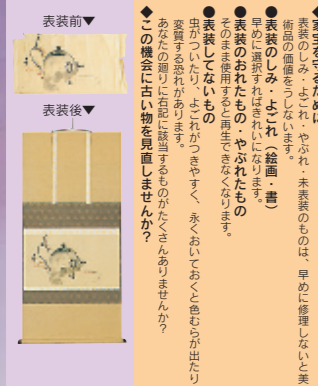 ◆家宝を守るために
表装のしみ・よごれ・やぶれ・未表装のものは、早めに修理しないと美
術品の価値をうしないます。
●表装のしみ・よごれ（絵画・書）
早めに選択すればきれいになります。
●表装のおれたもの・やぶれたもの
そのまま使用すると再生できなくなります。
●表装してないもの
虫がついたり、よごれがつきやすく、永くおいておくと色むらが出たり
変質する恐れがあります。
あなたの廻りに右記に該当するものがたくさんありませんか？
◆この機会に古い物を見直しませんか？
表装前▼
表装後▼